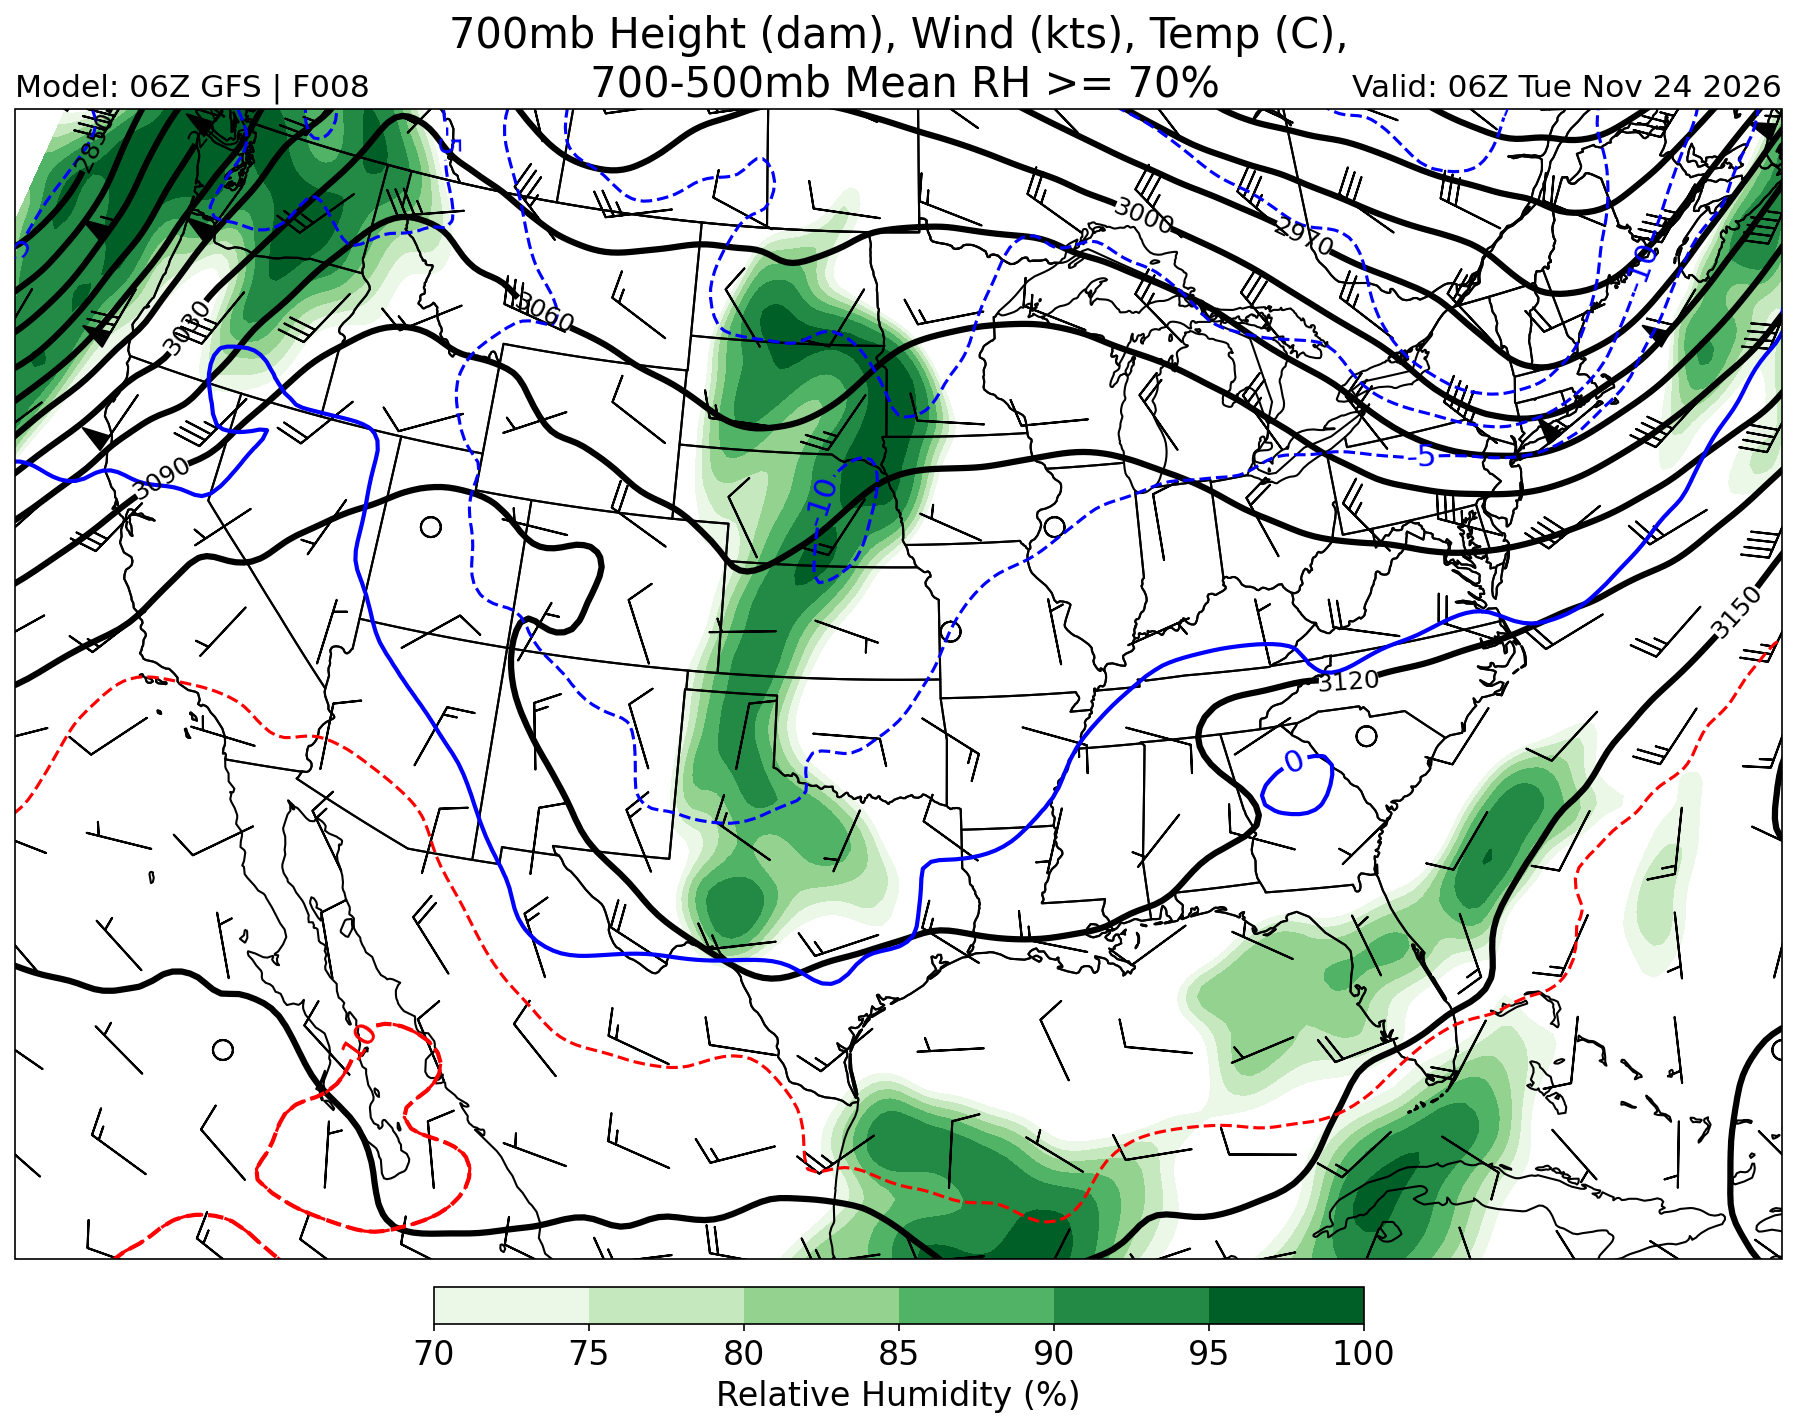 700mb Height (dam), Wind (kts), Temp (C),
700-500mb Mean RH >= 70%
Model: 06Z GFS | F008
Valid: 06Z Tue Nov 24 2026
2850
-5
3000
2970
-10
3060
3030
-5
3090
-10
3150
3120
0
10
70 75 80 85 90 95 100
Relative Humidity (%)